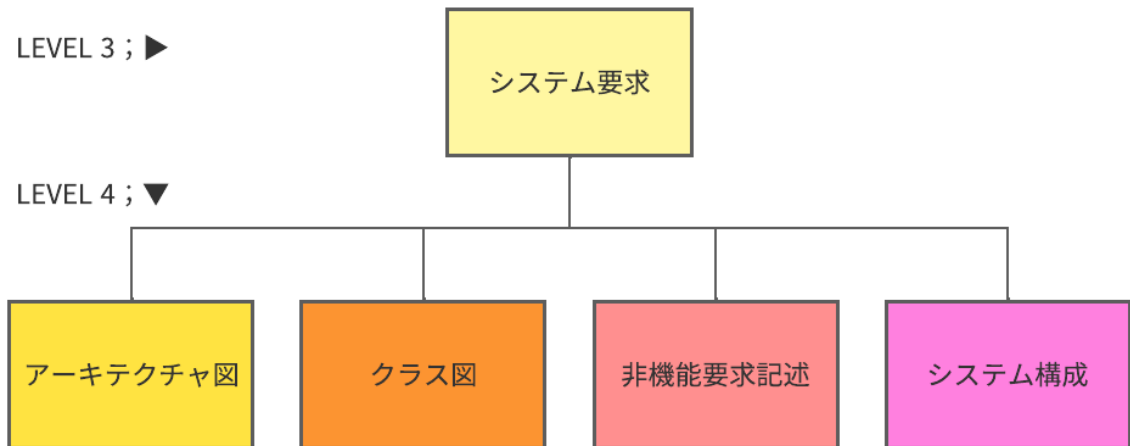 LEVEL 3 ; ▶
システム要求
LEVEL 4 ; ▼
アーキテクチャ図
クラス図
非機能要求記述
システム構成